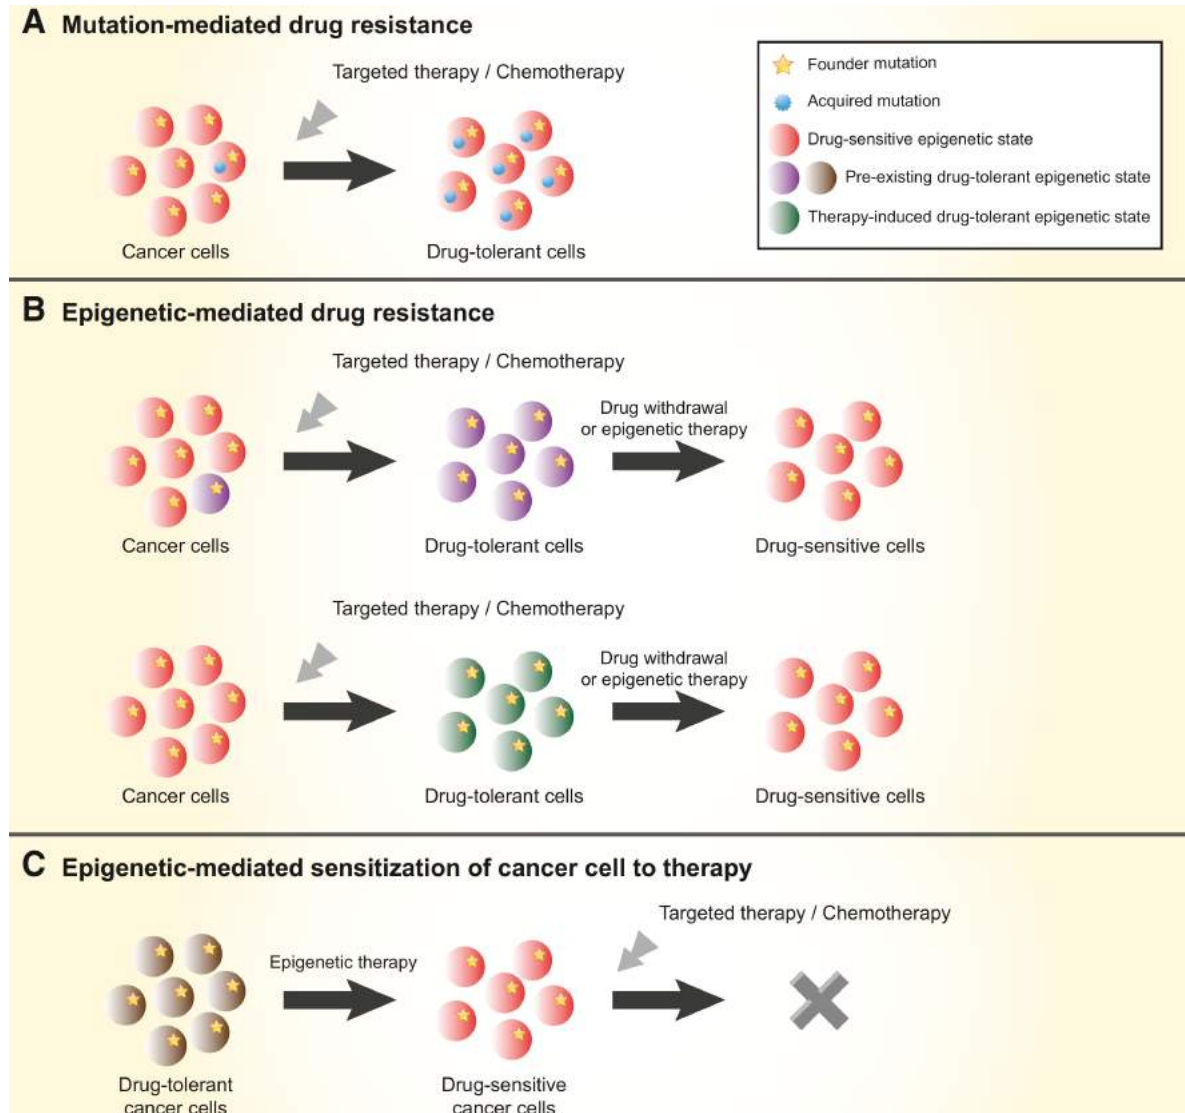 A Mutation-mediated drug resistance
Targeted therapy / Chemotherapy
Cancer cells
Drug-tolerant cells
Founder mutation
Acquired mutation
Drug-sensitive epigenetic state
Pre-existing drug-tolerant epigenetic state
Therapy-induced drug-tolerant epigenetic state
B Epigenetic-mediated drug resistance
Targeted therapy / Chemotherapy
Drug withdrawal
or epigenetic therapy
Cancer cells
Drug-tolerant cells
Drug-sensitive cells
Targeted therapy / Chemotherapy
Drug withdrawal
or epigenetic therapy
Cancer cells
Drug-tolerant cells
Drug-sensitive cells
C Epigenetic-mediated sensitization of cancer cell to therapy
Targeted therapy / Chemotherapy
Epigenetic therapy
Drug-tolerant
cancer cells
Drug-sensitive
cancer cells